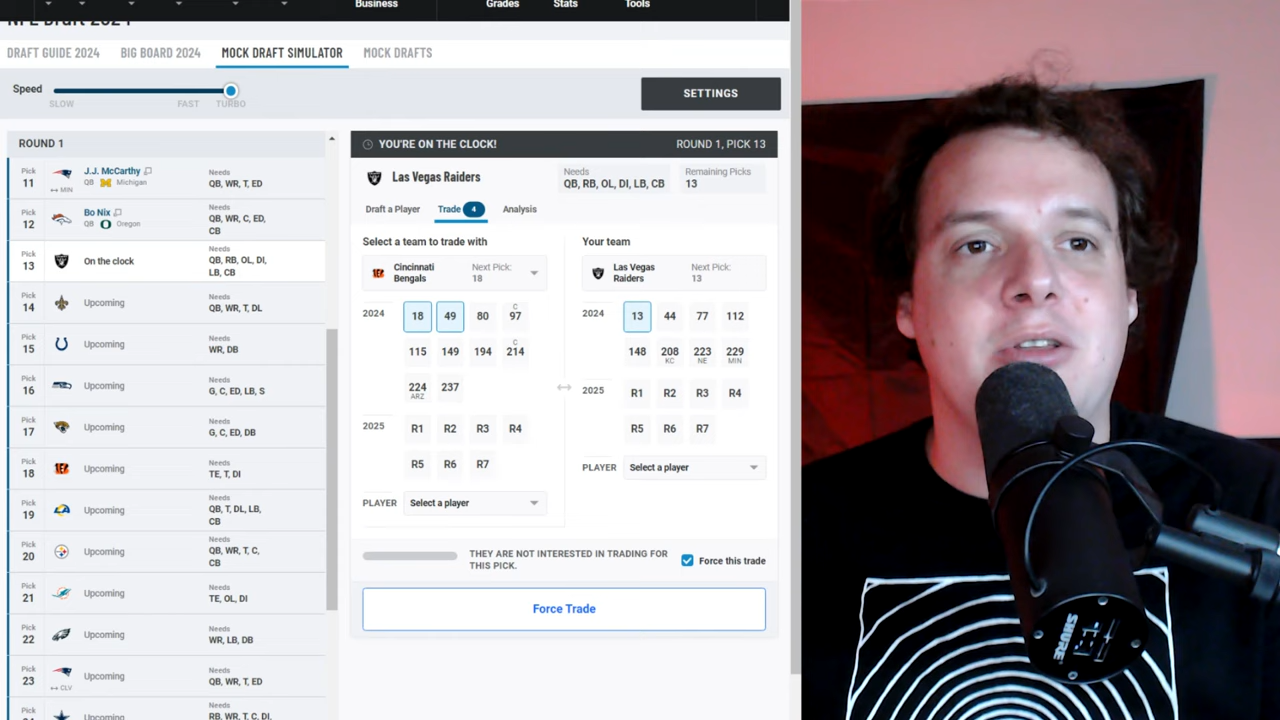 Business
Grades
Stats
Tools
NFL Draft 2024
DRAFT GUIDE 2024
BIG BOARD 2024
MOCK DRAFT SIMULATOR
MOCK DRAFTS
Speed
SLOW
FAST
TURBO
SETTINGS
ROUND 1
Pick
11
MIN
J.J. McCarthy
QB
Michigan
Needs
QB, WR, T, ED
Pick
12
Bo Nix
QB
Oregon
Needs
QB, WR, C, ED,
CB
Pick
13
On the clock
Needs
QB, RB, OL, DI,
LB, CB
Pick
14
Upcoming
Needs
QB, WR, T, DL
Pick
15
Upcoming
Needs
WR, DB
Pick
16
Upcoming
Needs
G, C, ED, LB, S
Pick
17
Upcoming
Needs
G, C, ED, DB
Pick
18
Upcoming
Needs
TE, T, DI
Pick
19
Upcoming
Needs
QB, T, DL, LB,
CB
Pick
20
Upcoming
Needs
QB, WR, T, C,
CB
Pick
21
Upcoming
Needs
TE, OL, DI
Pick
22
Upcoming
Needs
WR, LB, DB
Pick
23
CLV
Upcoming
Needs
QB, WR, T, ED
Pick
Upcoming
Needs
RB, WR, T, C, DI,
YOU'RE ON THE CLOCK!
ROUND 1, PICK 13
Las Vegas Raiders
Needs
QB, RB, OL, DI, LB, CB
Remaining Picks
13
Draft a Player
Trade 4
Analysis
Select a team to trade with
Cincinnati
Bengals
Next Pick:
18
2024
18 49 80 C 97
115 149 194 C 214
224 ARZ 237
2025
R1 R2 R3 R4
R5 R6 R7
PLAYER
Select a player
Your team
Las Vegas
Raiders
Next Pick:
13
2024
13 44 77 112
148 208 KC 223 NE 229 MIN
2025
R1 R2 R3 R4
R5 R6 R7
PLAYER
Select a player
THEY ARE NOT INTERESTED IN TRADING FOR
THIS PICK.
Force this trade
Force Trade
SHURE